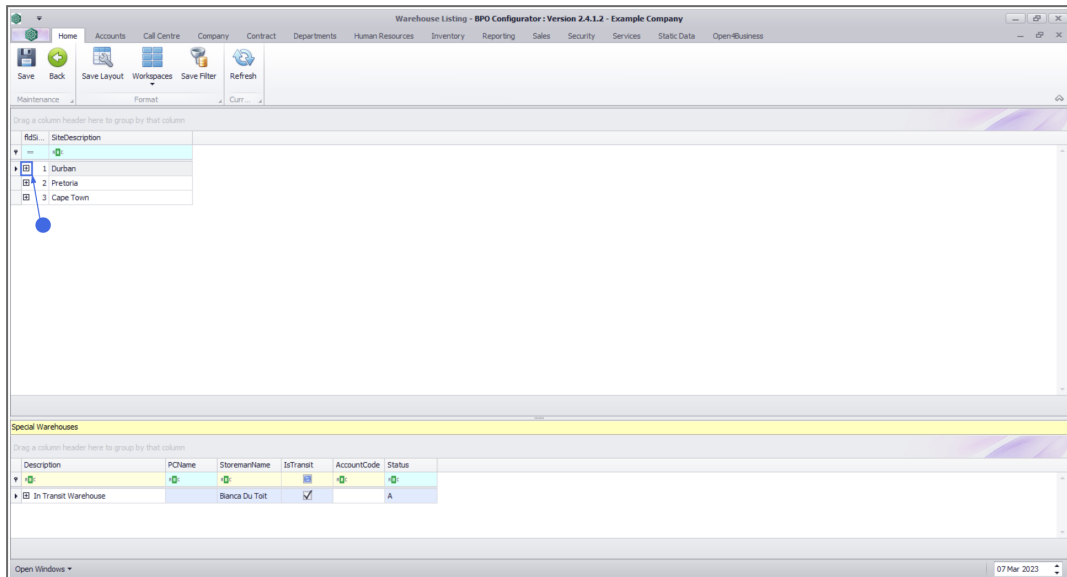 Warehouse Listing - BPO Configurator : Version 2.4.1.2 - Example Company
Home Accounts Call Centre Company Contract Departments Human Resources Inventory Reporting Sales Security Services Static Data Open4Business
Save Back Save Layout Workspaces Save Filter Refresh
Maintenance Format Curr...
Drag a column header here to group by that column
fldSi... SiteDescription
1 Durban
2 Pretoria
3 Cape Town
Special Warehouses
Drag a column header here to group by that column
Description PCName StoremanName IsTransit AccountCode Status
In Transit Warehouse Bianca Du Toit A
Open Windows 07 Mar 2023